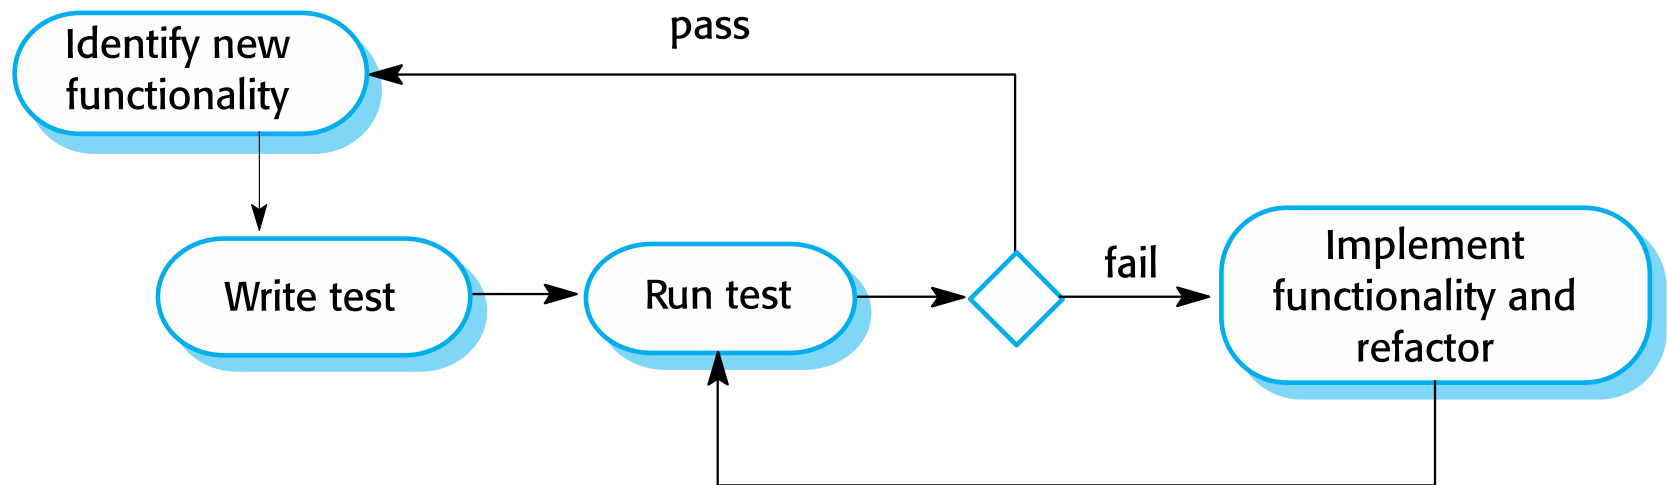 Identify new
functionality
pass
Write test
Run test
fail
Implement
functionality and
refactor